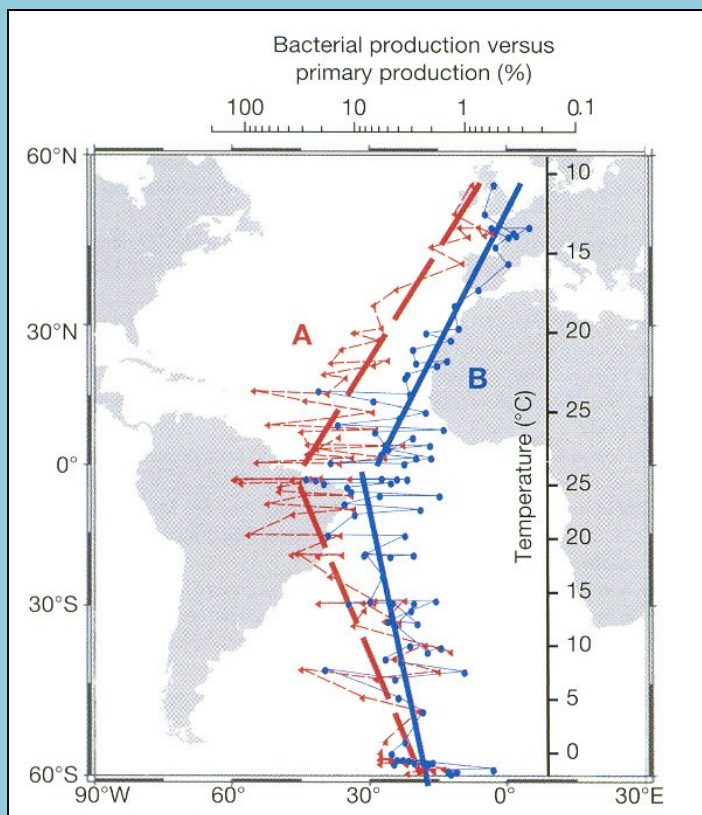 Bacterial production versus
primary production (%)
100 10 1 0.1
60°N
10
15
30°N
20
A
B
25
0°
25
20
30°S
15
10
5
0
60°S
Temperature (°C)
90°W 60° 30° 0° 30°E